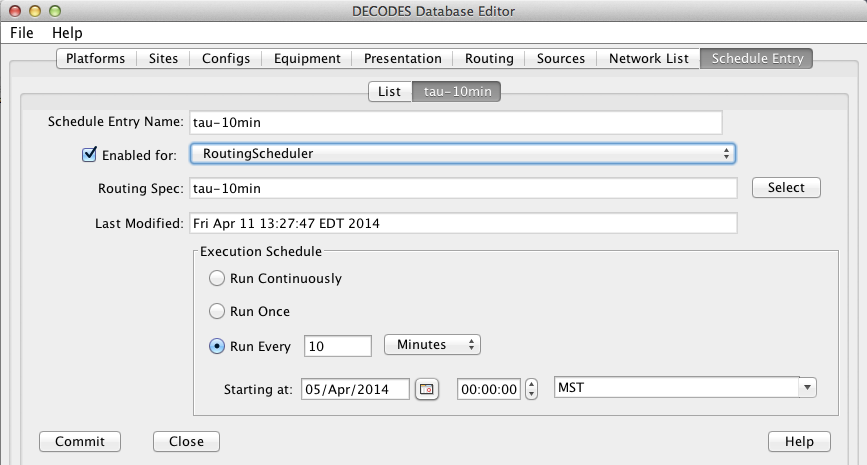 DECODES Database Editor
File Help
Platforms Sites Configs Equipment Presentation Routing Sources Network List Schedule Entry
List tau-10min
Schedule Entry Name: tau-10min
Enabled for: RoutingScheduler
Routing Spec: tau-10min Select
Last Modified: Fri Apr 11 13:27:47 EDT 2014
Execution Schedule
Run Continuously
Run Once
Run Every 10 Minutes
Starting at: 05/Apr/2014 00:00:00 MST
Commit Close Help